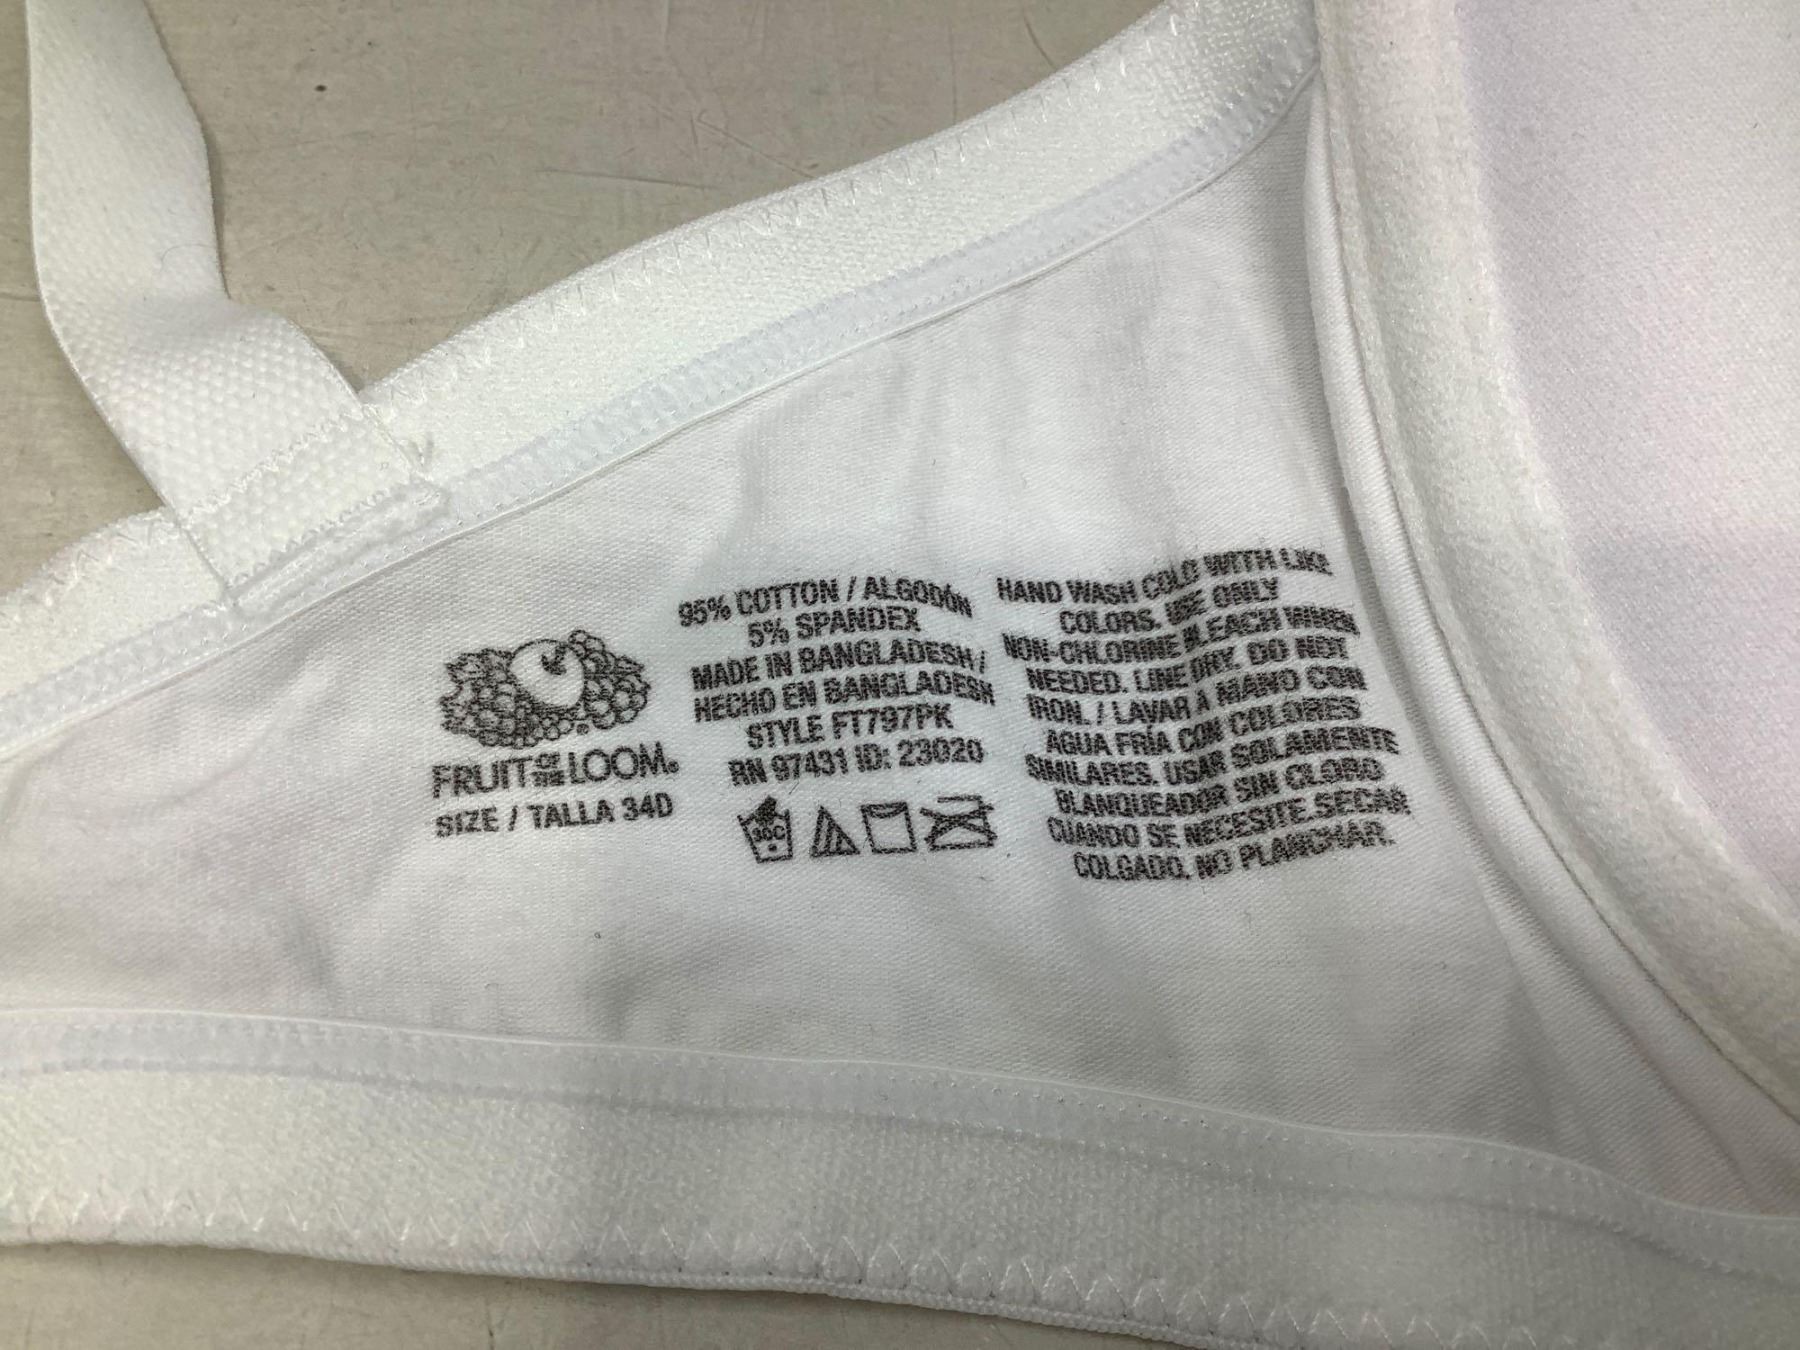 FRUIT OF THE LOOM®
SIZE / TALLA 34D
95% COTTON / ALGODÓN
5% SPANDEX
MADE IN BANGLADESH /
HECHO EN BANGLADESH
STYLE FT797PK
RN 97431 ID: 23020
30C
HAND WASH COLD WITH LIKE
COLORS. USE ONLY
NON-CHLORINE BLEACH WHEN
NEEDED. LINE DRY. DO NOT
IRON. / LAVAR A MANO CON
AGUA FRÍA CON COLORES
SIMILARES. USAR SOLAMENTE
BLANQUEADOR SIN CLORO
CUANDO SE NECESITE.SECAR
COLGADO. NO PLANCHAR.